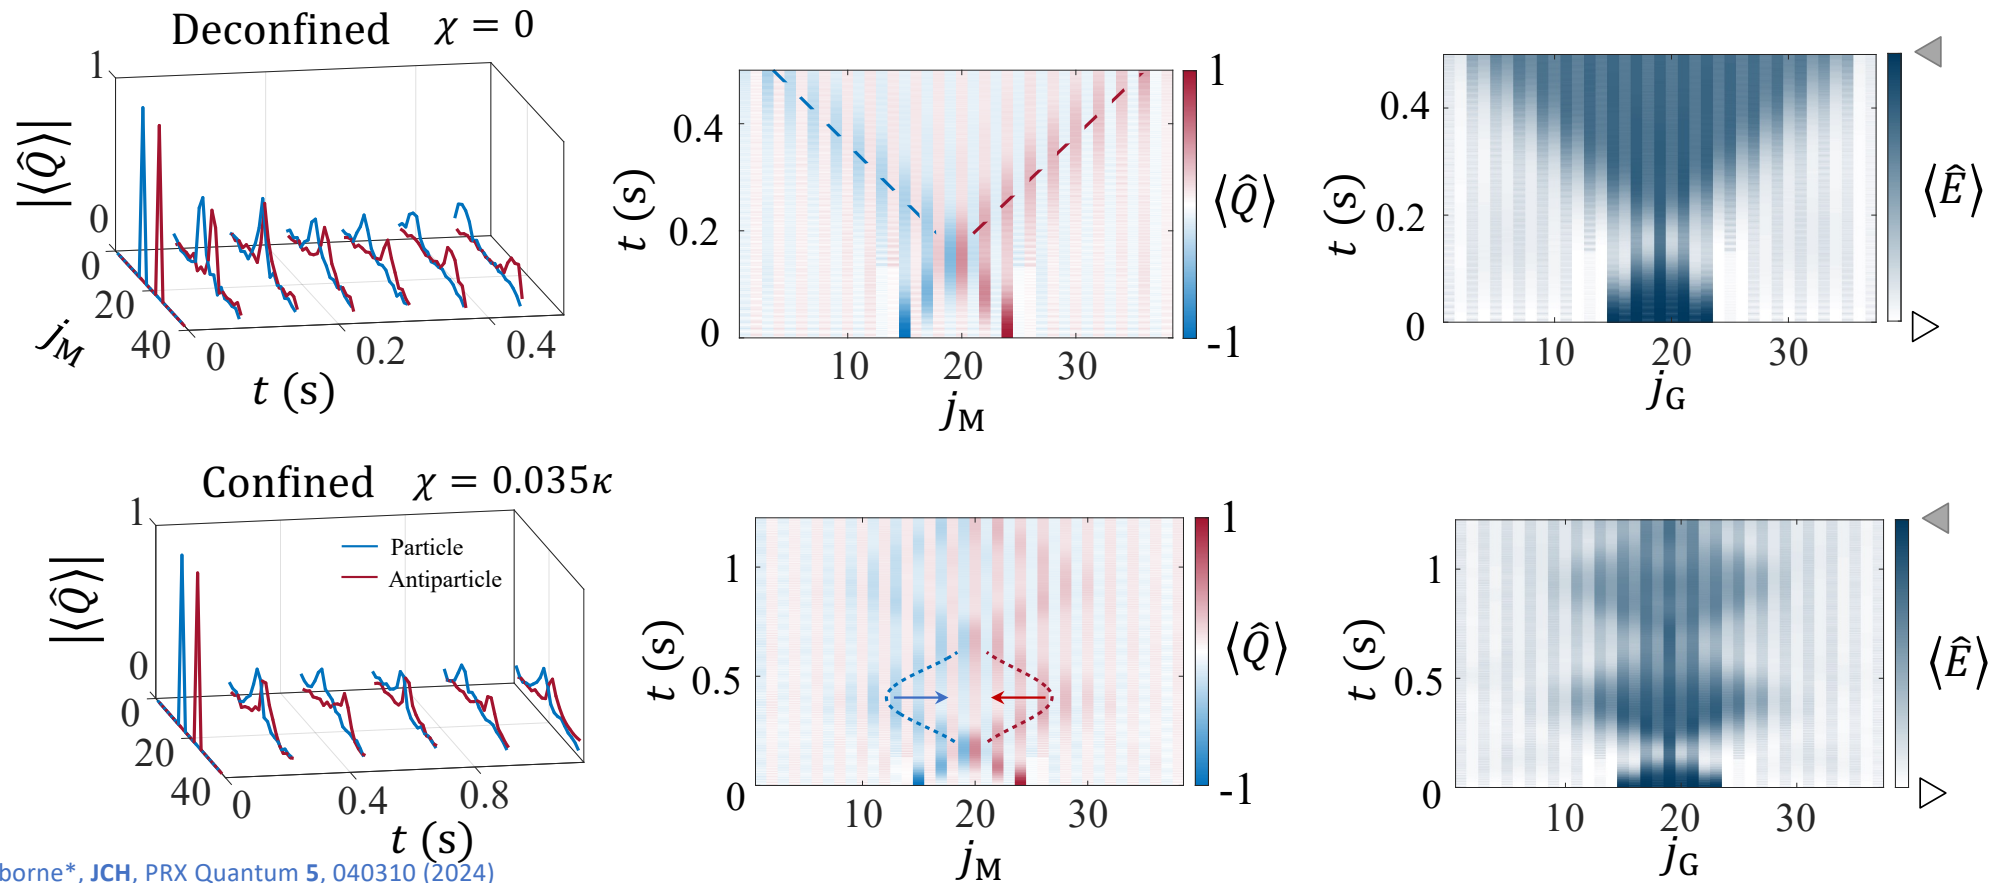 Deconfined χ = 0
|⟨Q̂⟩|
1
0
0
20
40
j_M
0
0.2
0.4
t (s)
t (s)
0.4
0.2
0
10
20
30
j_M
1
-1
⟨Q̂⟩
t (s)
0.4
0.2
0
10
20
30
j_G
⟨Ê⟩
Confined χ = 0.035κ
|⟨Q̂⟩|
1
0
0
20
40
Particle
Antiparticle
0
0.4
0.8
t (s)
t (s)
1
0.5
0
10
20
30
j_M
1
-1
⟨Q̂⟩
t (s)
1
0.5
0
10
20
30
j_G
⟨Ê⟩
borne*, JCH, PRX Quantum 5, 040310 (2024)